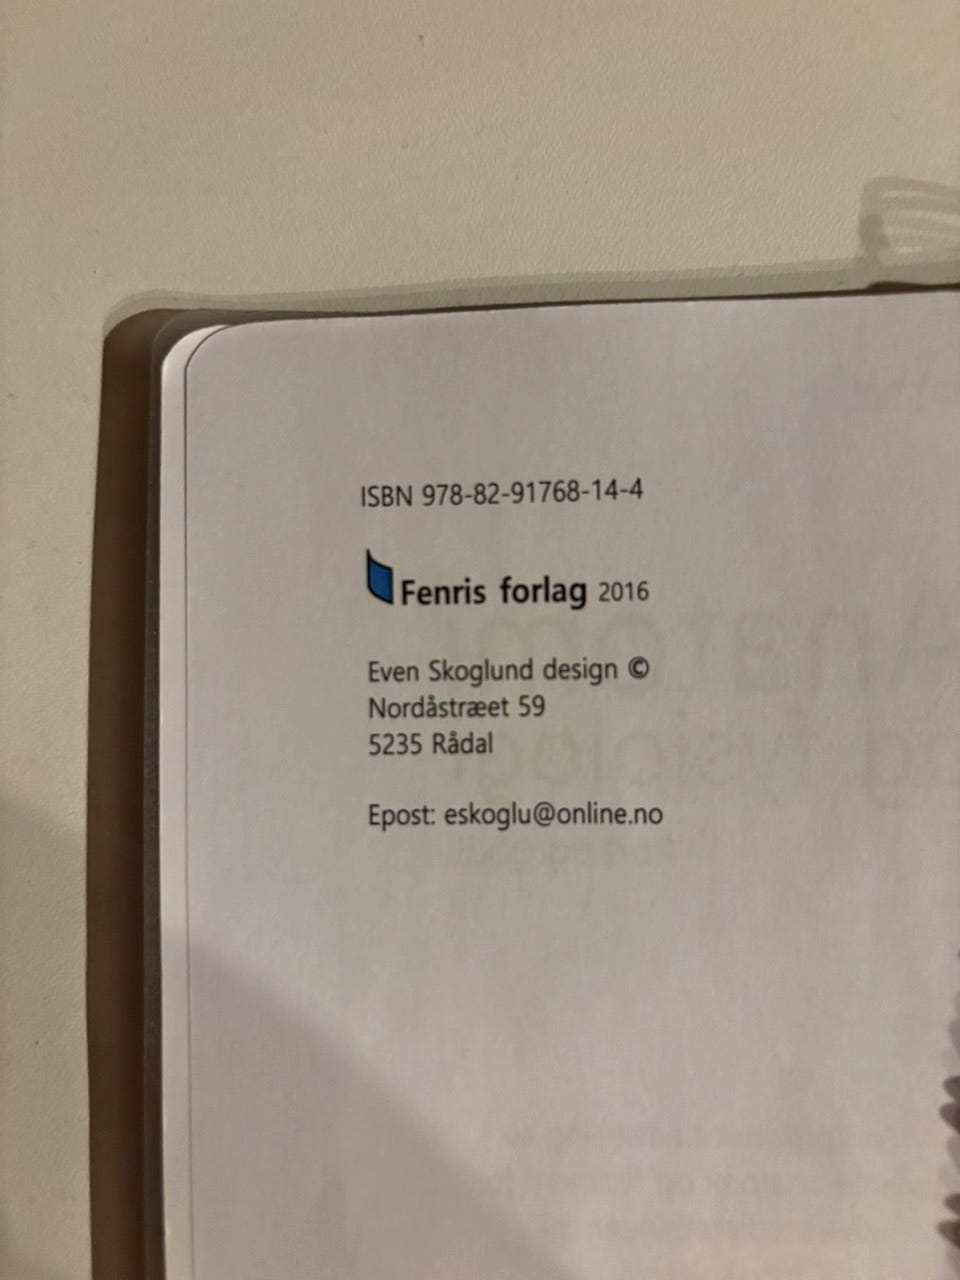 ISBN 978-82-91768-14-4
Fenris forlag 2016
Even Skoglund design ©
Nordåstræet 59
5235 Rådal
Epost: eskoglu@online.no